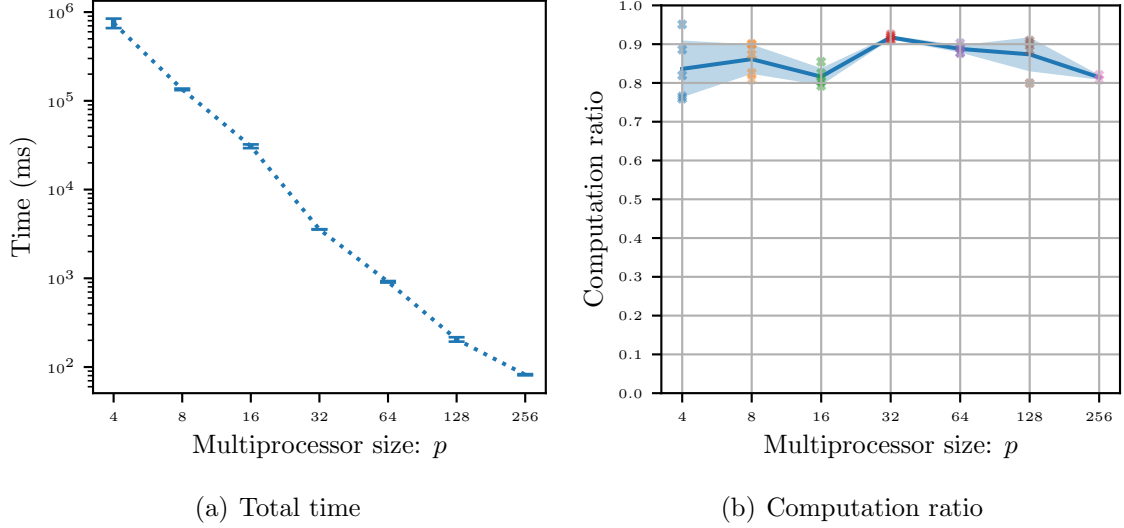 10^6
10^5
10^4
10^3
10^2
Time (ms)
4 8 16 32 64 128 256
Multiprocessor size: p
(a) Total time
1.0
0.9
0.8
0.7
0.6
0.5
0.4
0.3
0.2
0.1
0.0
Computation ratio
4 8 16 32 64 128 256
Multiprocessor size: p
(b) Computation ratio